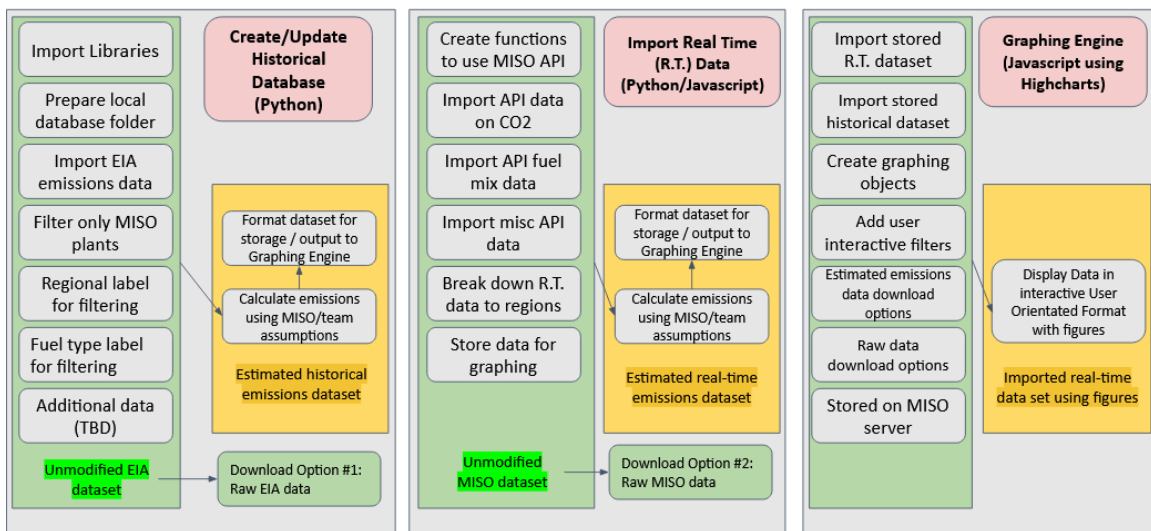 Import Libraries
Prepare local
database folder
Import EIA
emissions data
Filter only MISO
plants
Regional label
for filtering
Fuel type label
for filtering
Additional data
(TBD)
Unmodified EIA
dataset
Create/Update
Historical
Database
(Python)
Format dataset for
storage / output to
Graphing Engine
Calculate emissions
using MISO/team
assumptions
Estimated historical
emissions dataset
Download Option #1:
Raw EIA data
Create functions
to use MISO API
Import API data
on CO2
Import API fuel
mix data
Import misc API
data
Break down R.T.
data to regions
Store data for
graphing
Unmodified
MISO dataset
Import Real Time
(R.T.) Data
(Python/Javascript)
Format dataset for
storage / output to
Graphing Engine
Calculate emissions
using MISO/team
assumptions
Estimated real-time
emissions dataset
Download Option #2:
Raw MISO data
Import stored
R.T. dataset
Import stored
historical dataset
Create graphing
objects
Add user
interactive filters
Estimated emissions
data download
options
Raw data
download options
Stored on MISO
server
Graphing Engine
(Javascript using
Highcharts)
Display Data in
interactive User
Orientated Format
with figures
Imported real-time
data set using figures